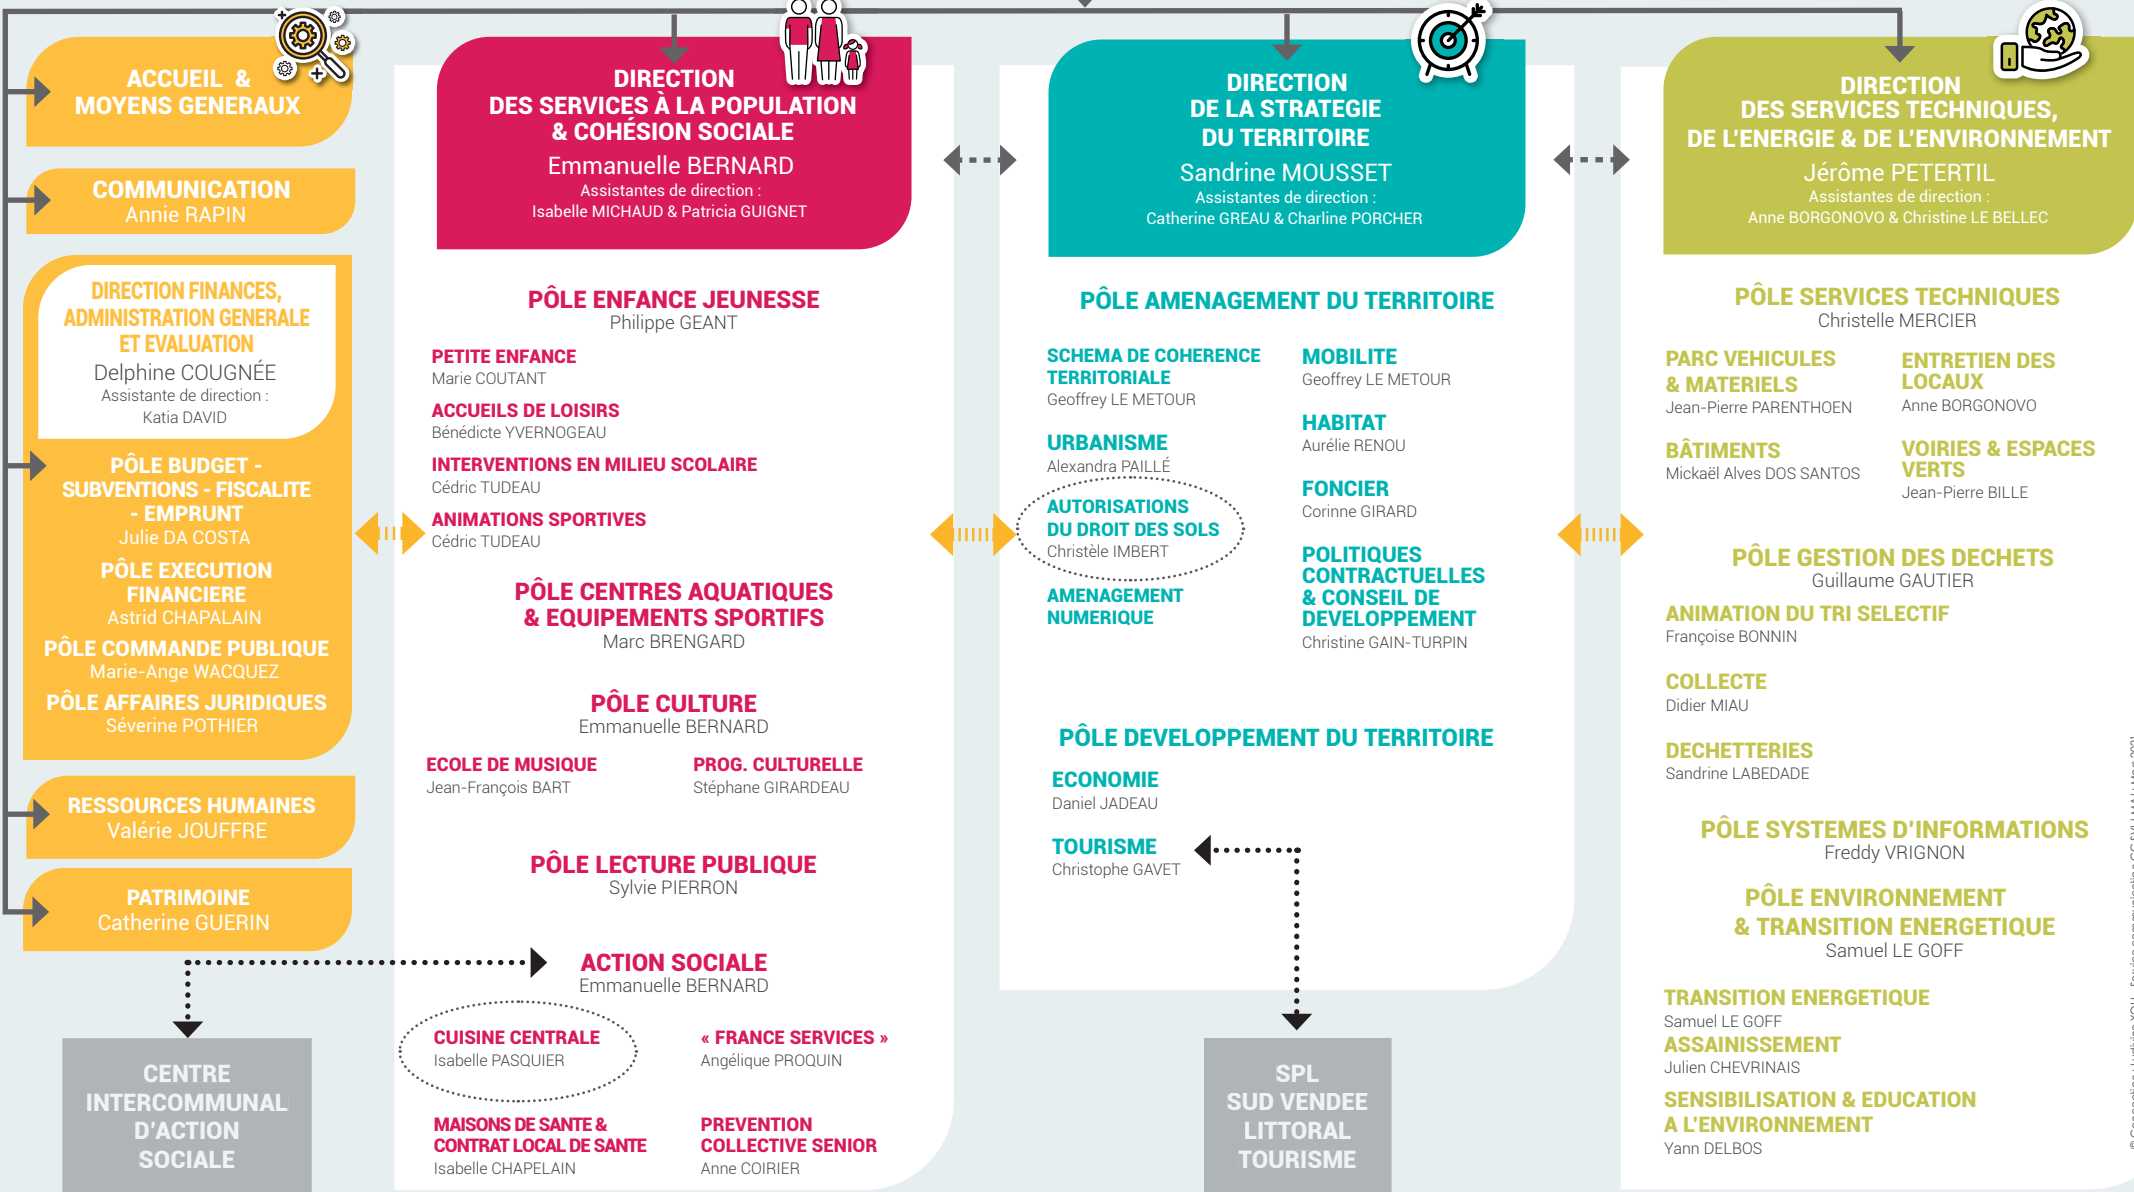 ACCUEIL &
MOYENS GENERAUX
COMMUNICATION
Annie RAPIN
DIRECTION FINANCES,
ADMINISTRATION GENERALE
ET EVALUATION
Delphine COUGNÉE
Assistante de direction :
Katia DAVID
PÔLE BUDGET -
SUBVENTIONS - FISCALITE
- EMPRUNT
Julie DA COSTA
PÔLE EXECUTION
FINANCIERE
Astrid CHAPALAIN
PÔLE COMMANDE PUBLIQUE
Marie-Ange WACQUEZ
PÔLE AFFAIRES JURIDIQUES
Séverine POTHIER
RESSOURCES HUMAINES
Valérie JOUFFRE
PATRIMOINE
Catherine GUERIN
CENTRE
INTERCOMMUNAL
D'ACTION
SOCIALE
DIRECTION
DES SERVICES À LA POPULATION
& COHÉSION SOCIALE
Emmanuelle BERNARD
Assistantes de direction :
Isabelle MICHAUD & Patricia GUIGNET
PÔLE ENFANCE JEUNESSE
Philippe GEANT
PETITE ENFANCE
Marie COUTANT
ACCUEILS DE LOISIRS
Bénédicte YVERNOGEAU
INTERVENTIONS EN MILIEU SCOLAIRE
Cédric TUDEAU
ANIMATIONS SPORTIVES
Cédric TUDEAU
PÔLE CENTRES AQUATIQUES
& EQUIPEMENTS SPORTIFS
Marc BRENGARD
PÔLE CULTURE
Emmanuelle BERNARD
ECOLE DE MUSIQUE
Jean-François BART
PROG. CULTURELLE
Stéphane GIRARDEAU
PÔLE LECTURE PUBLIQUE
Sylvie PIERRON
ACTION SOCIALE
Emmanuelle BERNARD
CUISINE CENTRALE
Isabelle PASQUIER
« FRANCE SERVICES »
Angélique PROQUIN
MAISONS DE SANTE &
CONTRAT LOCAL DE SANTE
Isabelle CHAPELAIN
PREVENTION
COLLECTIVE SENIOR
Anne COIRIER
DIRECTION
DE LA STRATEGIE
DU TERRITOIRE
Sandrine MOUSSET
Assistantes de direction :
Catherine GREAU & Charline PORCHER
PÔLE AMENAGEMENT DU TERRITOIRE
SCHEMA DE COHERENCE
TERRITORIALE
Geoffrey LE METOUR
URBANISME
Alexandra PAILLÉ
AUTORISATIONS
DU DROIT DES SOLS
Christèle IMBERT
AMENAGEMENT
NUMERIQUE
MOBILITE
Geoffrey LE METOUR
HABITAT
Aurélie RENOU
FONCIER
Corinne GIRARD
POLITIQUES
CONTRACTUELLES
& CONSEIL DE
DEVELOPPEMENT
Christine GAIN-TURPIN
PÔLE DEVELOPPEMENT DU TERRITOIRE
ECONOMIE
Daniel JADEAU
TOURISME
Christophe GAVET
SPL
SUD VENDEE
LITTORAL
TOURISME
DIRECTION
DES SERVICES TECHNIQUES,
DE L'ENERGIE & DE L'ENVIRONNEMENT
Jérôme PETERTIL
Assistantes de direction :
Anne BORGONOVO & Christine LE BELLEC
PÔLE SERVICES TECHNIQUES
Christelle MERCIER
PARC VEHICULES
& MATERIELS
Jean-Pierre PARENTHOEN
ENTRETIEN DES
LOCAUX
Anne BORGONOVO
BÂTIMENTS
Mickaël Alves DOS SANTOS
VOIRIES & ESPACES
VERTS
Jean-Pierre BILLE
PÔLE GESTION DES DECHETS
Guillaume GAUTIER
ANIMATION DU TRI SELECTIF
Françoise BONNIN
COLLECTE
Didier MIAU
DECHETTERIES
Sandrine LABEDADE
PÔLE SYSTEMES D'INFORMATIONS
Freddy VRIGNON
PÔLE ENVIRONNEMENT
& TRANSITION ENERGETIQUE
Samuel LE GOFF
TRANSITION ENERGETIQUE
Samuel LE GOFF
ASSAINISSEMENT
Julien CHEVRINAIS
SENSIBILISATION & EDUCATION
A L'ENVIRONNEMENT
Yann DELBOS